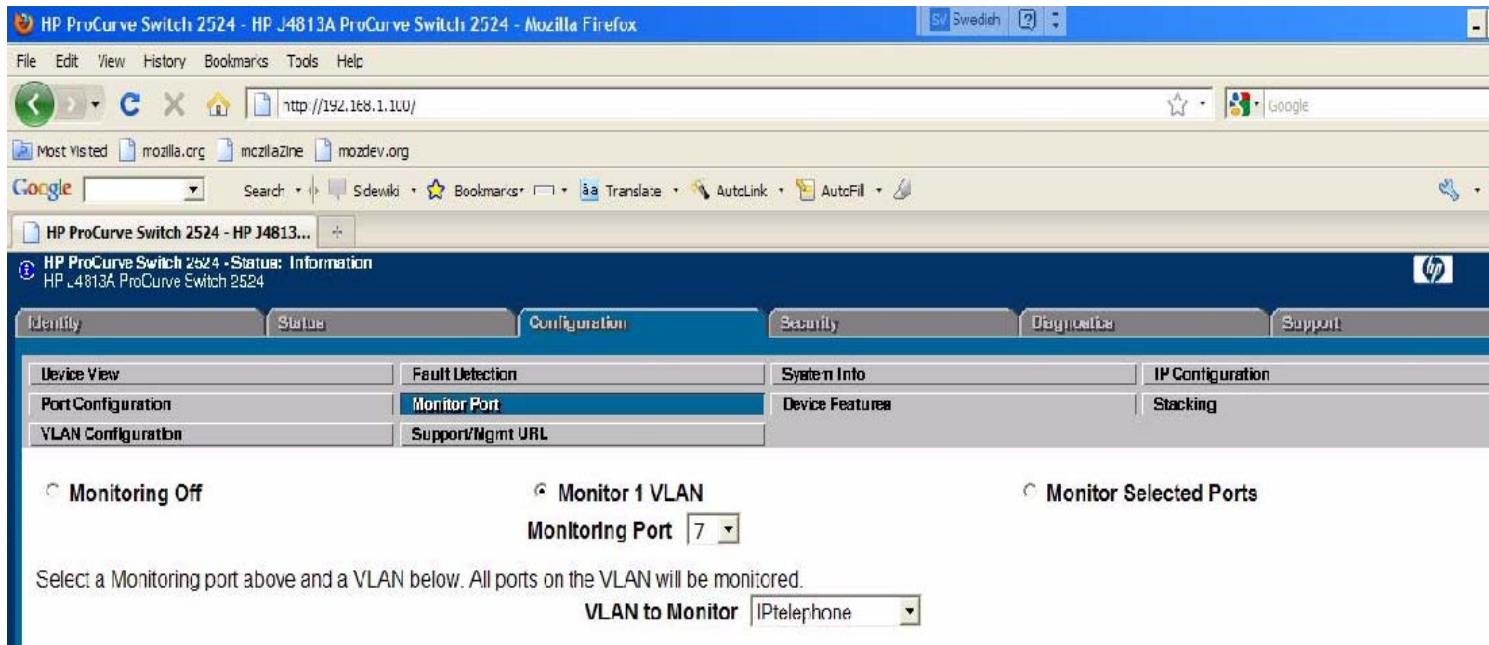 HP ProCurve Switch 2524 - HP J4813A ProCurve Switch 2524 - Mozilla Firefox
SV Swedish
File Edit View History Bookmarks Tools Help
http://192.168.1.100/
Google
Most Visited mozilla.org mozillaZine mozdev.org
Google Search Sidewiki Bookmarks Translate AutoLink AutoFill
HP ProCurve Switch 2524 - HP J4813...
HP ProCurve Switch 2524 - Status: Information
HP J4813A ProCurve Switch 2524
hp
Identity Status Configuration Security Diagnostics Support
Device View Fault Detection System Info IP Configuration
Port Configuration Monitor Port Device Features Stacking
VLAN Configuration Support/Mgmt URL
Monitoring Off Monitor 1 VLAN Monitor Selected Ports
Monitoring Port 7
Select a Monitoring port above and a VLAN below. All ports on the VLAN will be monitored.
VLAN to Monitor IPtelephone